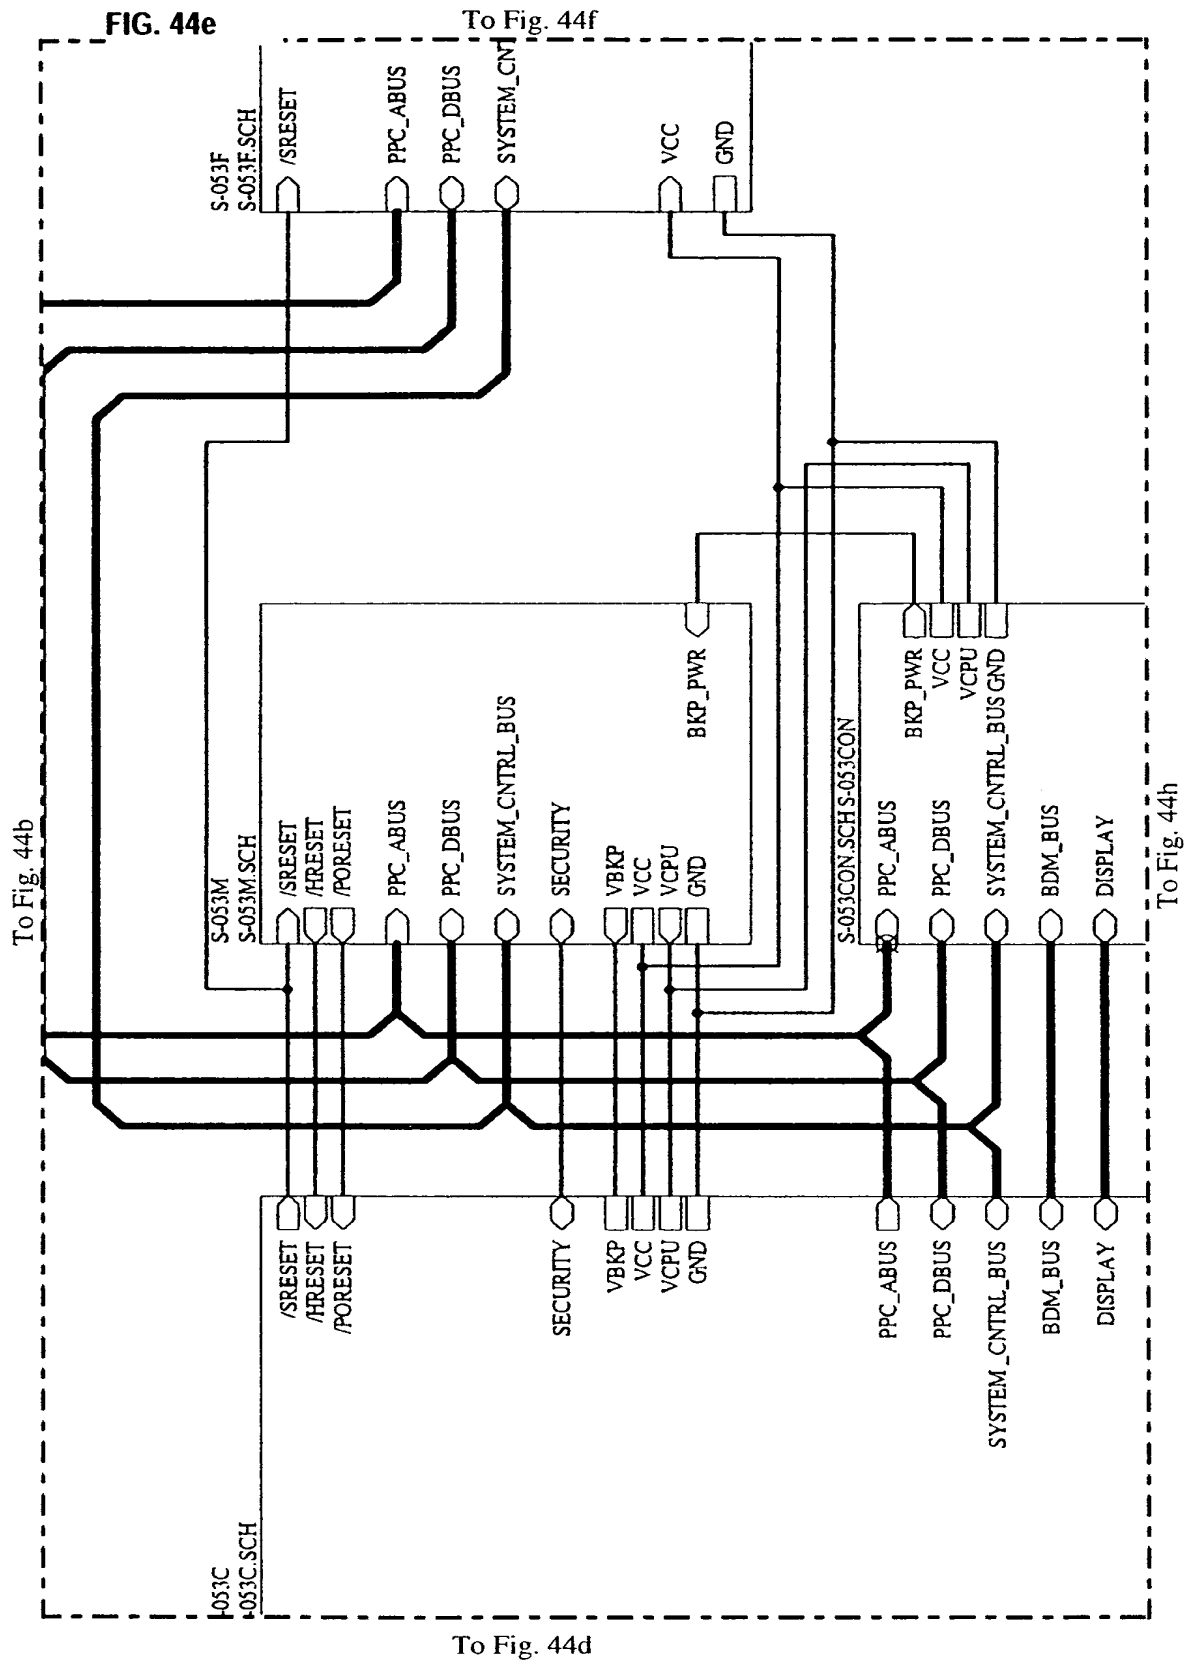 FIG. 44e
To Fig. 44f
S-053F
S-053F.SCH
/SRESET
PPC_ABUS
PPC_DBUS
SYSTEM_CNT
VCC
GND
To Fig. 44b
S-053M
S-053M.SCH
/SRESET
/HRESET
/PORESET
PPC_ABUS
PPC_DBUS
SYSTEM_CNTRL_BUS
SECURITY
VBKP
VCC
VCPU
GND
BKP_PWR
S-053CON.SCH S-053CON
BKP_PWR
VCC
VCPU
GND
PPC_ABUS
PPC_DBUS
SYSTEM_CNTRL_BUS
BDM_BUS
DISPLAY
To Fig. 44h
-053C
-053C.SCH
/SRESET
/HRESET
/PORESET
SECURITY
VBKP
VCC
VCPU
GND
PPC_ABUS
PPC_DBUS
SYSTEM_CNTRL_BUS
BDM_BUS
DISPLAY
To Fig. 44d